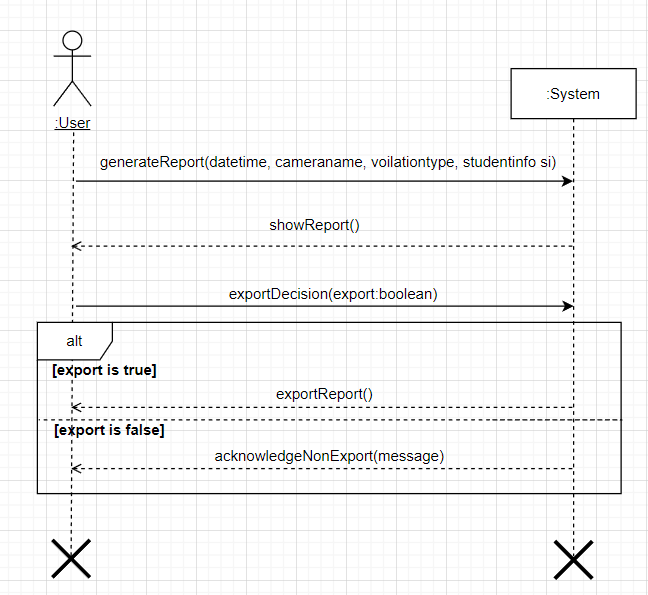 :User
:System
generateReport(datetime, cameraname, voilationtype, studentinfo si)
showReport()
exportDecision(export:boolean)
alt
[export is true]
exportReport()
[export is false]
acknowledgeNonExport(message)